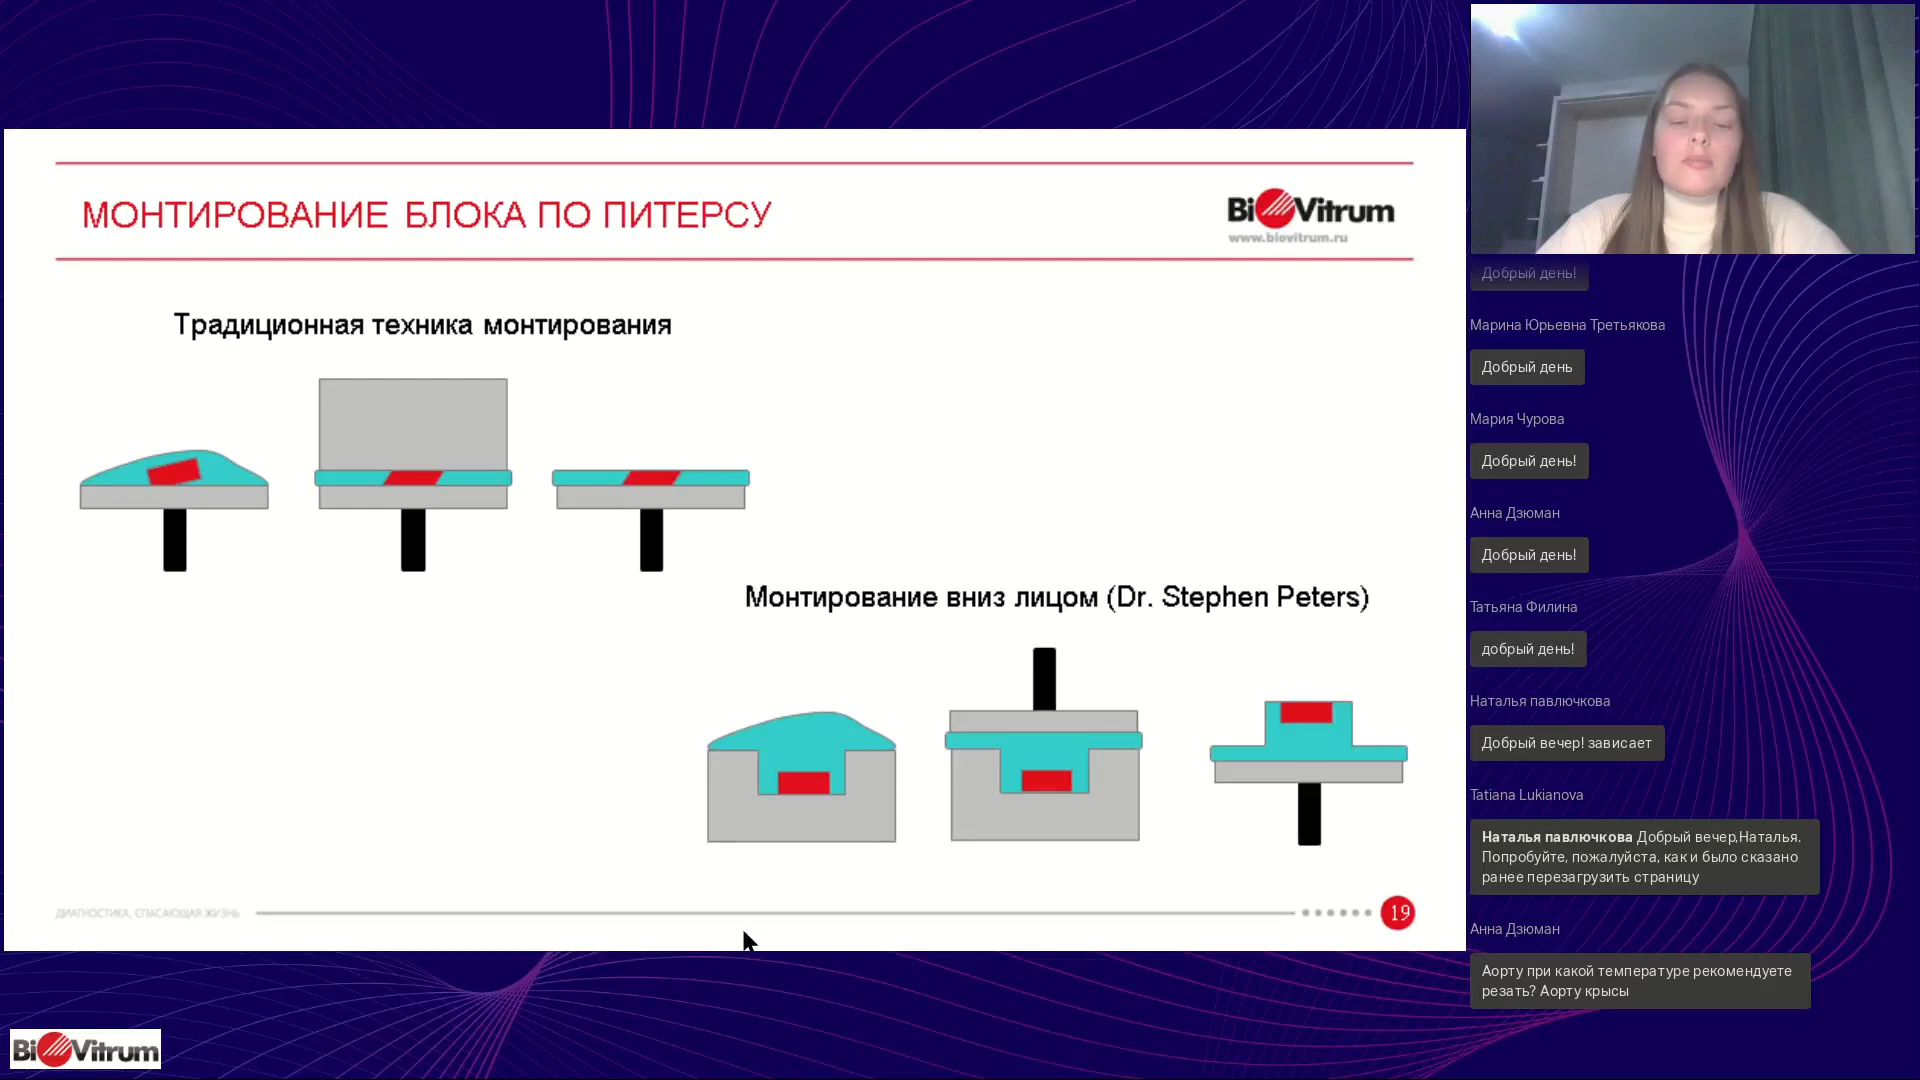 МОНТИРОВАНИЕ БЛОКА ПО ПИТЕРСУ
BiOVitrum
www.biovitrum.ru
Традиционная техника монтирования
Монтирование вниз лицом (Dr. Stephen Peters)
ДИАГНОСТИКА, СПАСАЮЩАЯ ЖИЗНЬ
19
BiOVitrum
Добрый день!
Марина Юрьевна Третьякова
Добрый день
Мария Чурова
Добрый день!
Анна Дзюман
Добрый день!
Татьяна Филина
добрый день!
Наталья павлючкова
Добрый вечер! зависает
Tatiana Lukianova
Наталья павлючкова Добрый вечер,Наталья.
Попробуйте, пожалуйста, как и было сказано
ранее перезагрузить страницу
Анна Дзюман
Аорту при какой температуре рекомендуете
резать? Аорту крысы